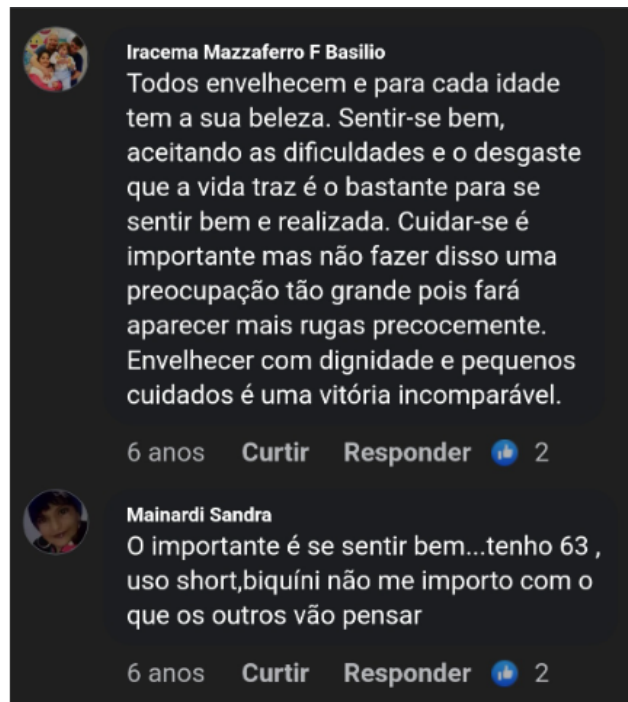 Iracema Mazzaferro F Basilio
Todos envelhecem e para cada idade
tem a sua beleza. Sentir-se bem,
aceitando as dificuldades e o desgaste
que a vida traz é o bastante para se
sentir bem e realizada. Cuidar-se é
importante mas não fazer disso uma
preocupação tão grande pois fará
aparecer mais rugas precocemente.
Envelhecer com dignidade e pequenos
cuidados é uma vitória incomparável.
6 anos Curtir Responder 2
Mainardi Sandra
O importante é se sentir bem...tenho 63 ,
uso short,biquíni não me importo com o
que os outros vão pensar
6 anos Curtir Responder 2